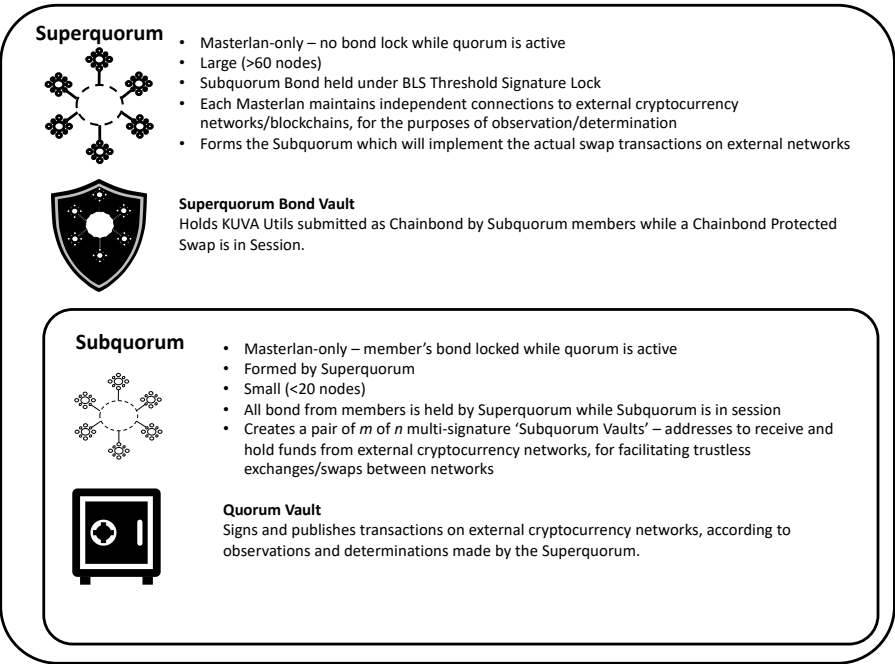 Superquorum
• Masterlan-only – no bond lock while quorum is active
• Large (>60 nodes)
• Subquorum Bond held under BLS Threshold Signature Lock
• Each Masterlan maintains independent connections to external cryptocurrency
networks/blockchains, for the purposes of observation/determination
• Forms the Subquorum which will implement the actual swap transactions on external networks
Superquorum Bond Vault
Holds KUVA Utils submitted as Chainbond by Subquorum members while a Chainbond Protected
Swap is in Session.
Subquorum
• Masterlan-only – member’s bond locked while quorum is active
• Formed by Superquorum
• Small (<20 nodes)
• All bond from members is held by Superquorum while Subquorum is in session
• Creates a pair of m of n multi-signature ‘Subquorum Vaults’ – addresses to receive and
hold funds from external cryptocurrency networks, for facilitating trustless
exchanges/swaps between networks
Quorum Vault
Signs and publishes transactions on external cryptocurrency networks, according to
observations and determinations made by the Superquorum.